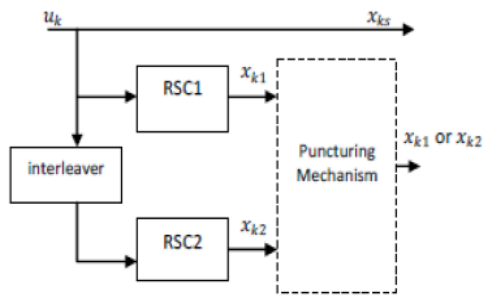 u_k
x_ks
RSC1
x_k1
interleaver
Puncturing
Mechanism
x_k1 or x_k2
RSC2
x_k2